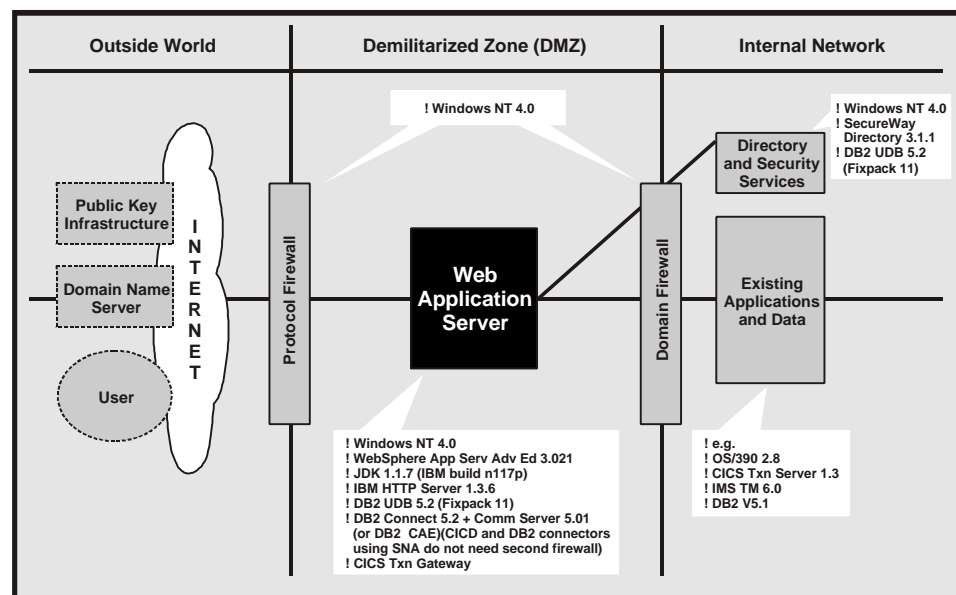 Outside World
Demilitarized Zone (DMZ)
Internal Network
! Windows NT 4.0
! Windows NT 4.0
! SecureWay
Directory 3.1.1
! DB2 UDB 5.2
(Fixpack 11)
Directory
and Security
Services
Public Key
Infrastructure
Domain Name
Server
User
INTERNET
Protocol Firewall
Web
Application
Server
Domain Firewall
Existing
Applications
and Data
! Windows NT 4.0
! WebSphere App Serv Adv Ed 3.021
! JDK 1.1.7 (IBM build n117p)
! IBM HTTP Server 1.3.6
! DB2 UDB 5.2 (Fixpack 11)
! DB2 Connect 5.2 + Comm Server 5.01
(or DB2 CAE)(CICD and DB2 connectors
using SNA do not need second firewall)
! CICS Txn Gateway
! e.g.
! OS/390 2.8
! CICS Txn Server 1.3
! IMS TM 6.0
! DB2 V5.1